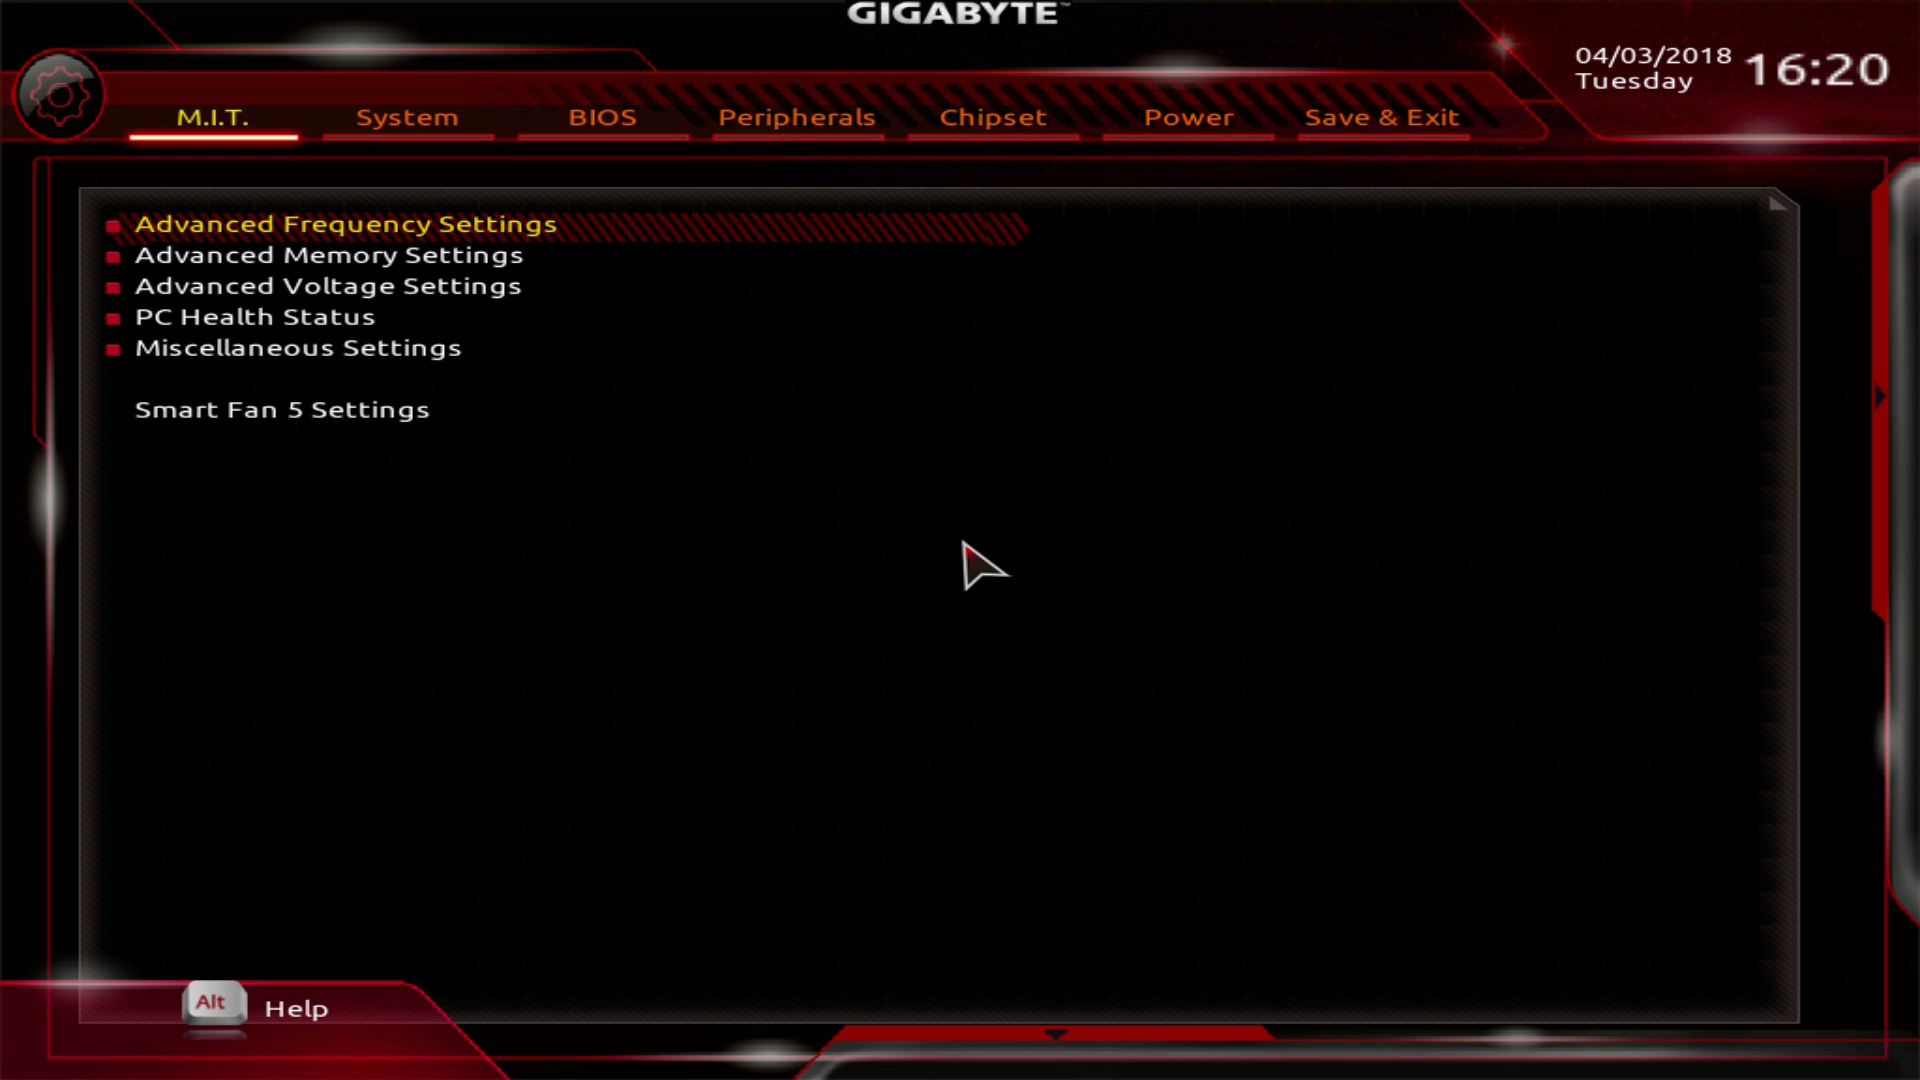 GIGABYTE™
04/03/2018
Tuesday
16:20
M.I.T. System BIOS Peripherals Chipset Power Save & Exit
Advanced Frequency Settings
Advanced Memory Settings
Advanced Voltage Settings
PC Health Status
Miscellaneous Settings
Smart Fan 5 Settings
Alt Help